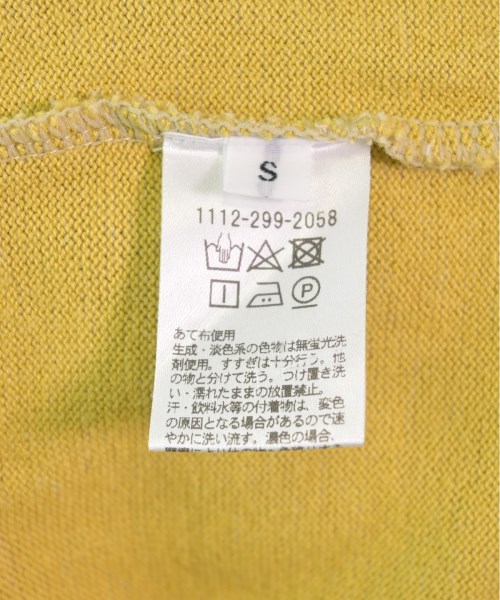 S
1112-299-2058
P
あて布使用
生成・淡色系の色物は無蛍光洗
剤使用。すすぎは十分行う。他
の物と分けて洗う。つけ置き洗
い・濡れたままの放置禁止。
汗・飲料水等の付着物は、変色
の原因となる場合があるので速
やかに洗い流す。濃色の場合、